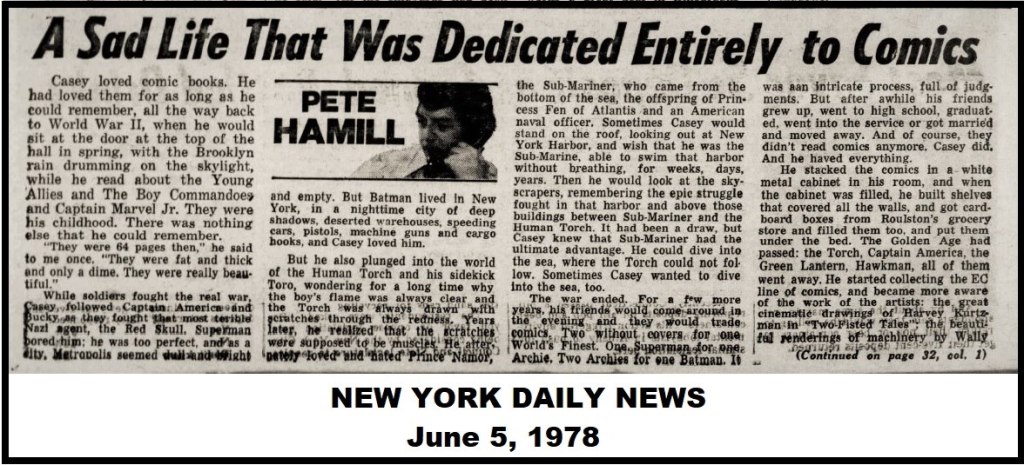 A Sad Life That Was Dedicated Entirely to Comics
Casey loved comic books. He
had loved them for as long as he
could remember, all the way back
to World War II, when he would
sit at the door at the top of the
hall in spring, with the Brooklyn
rain drumming on the skylight,
while he read about the Young
Allies and The Boy Commandoes
and Captain Marvel Jr. They were
his childhood. There was nothing
else that he could remember.
"They were 64 pages then," he said
to me once. "They were fat and thick
and only a dime. They were really beau-
tiful."
While soldiers fought the real war,
Casey followed Captain America and
Bucky as they fought that most terrible
Nazi agent, the Red Skull. Superman
bored him; he was too perfect, and as a
city, Metropolis seemed dull and bright
PETE
HAMILL
and empty. But Batman lived in New
York, in a nighttime city of deep
shadows, deserted warehouses, speeding
cars, pistols, machine guns and cargo
hooks, and Casey loved him.
But he also plunged into the world
of the Human Torch and his sidekick
Toro, wondering for a long time why
the boy's flame was always clear and
the Torch was always drawn with
scratches through the redness. Years
later, he realized that the scratches
were supposed to be muscles. He alter-
nately loved and hated Prince Namor,
the Sub-Mariner, who came from the
bottom of the sea, the offspring of Prin-
cess Fen of Atlantis and an American
naval officer. Sometimes Casey would
stand on the roof, looking out at New
York Harbor, and wish that he was the
Sub-Marine, able to swim that harbor
without breathing, for weeks, days,
years. Then he would look at the sky-
scrapers, remembering the epic struggle
fought in that harbor and above those
buildings between Sub-Mariner and the
Human Torch. It had been a draw, but
Casey knew that Sub-Mariner had the
ultimate advantage. He could dive into
the sea, where the Torch could not fol-
low. Sometimes Casey wanted to dive
into the sea, too.
The war ended. For a few more
years, his friends would come around in
the evening and they would trade
comics. Two without covers for one
World's Finest. One Superman for one
Archie. Two Archies for one Batman. It
was aan intricate process, full of judg-
ments. But after awhile his friends
grew up, went to high school, graduat-
ed, went into the service or got married
and moved away. And of course, they
didn't read comics anymore. Casey did.
And he haved everything.
He stacked the comics in a white
metal cabinet in his room, and when
the cabinet was filled, he built shelves
that covered all the walls, and got card-
board boxes from Roulston's grocery
store and filled them too, and put them
under the bed. The Golden Age had
passed: the Torch, Captain America, the
Green Lantern, Hawkman, all of them
went away. He started collecting the EC
line of comics, and became more aware
of the work of the artists: the great
cinematic drawings of Harvey Kurtz-
man in "Two-Fisted Tales"; the beauti-
ful renderings of machinery by Wally
(Continued on page 32, col. 1)
NEW YORK DAILY NEWS
June 5, 1978